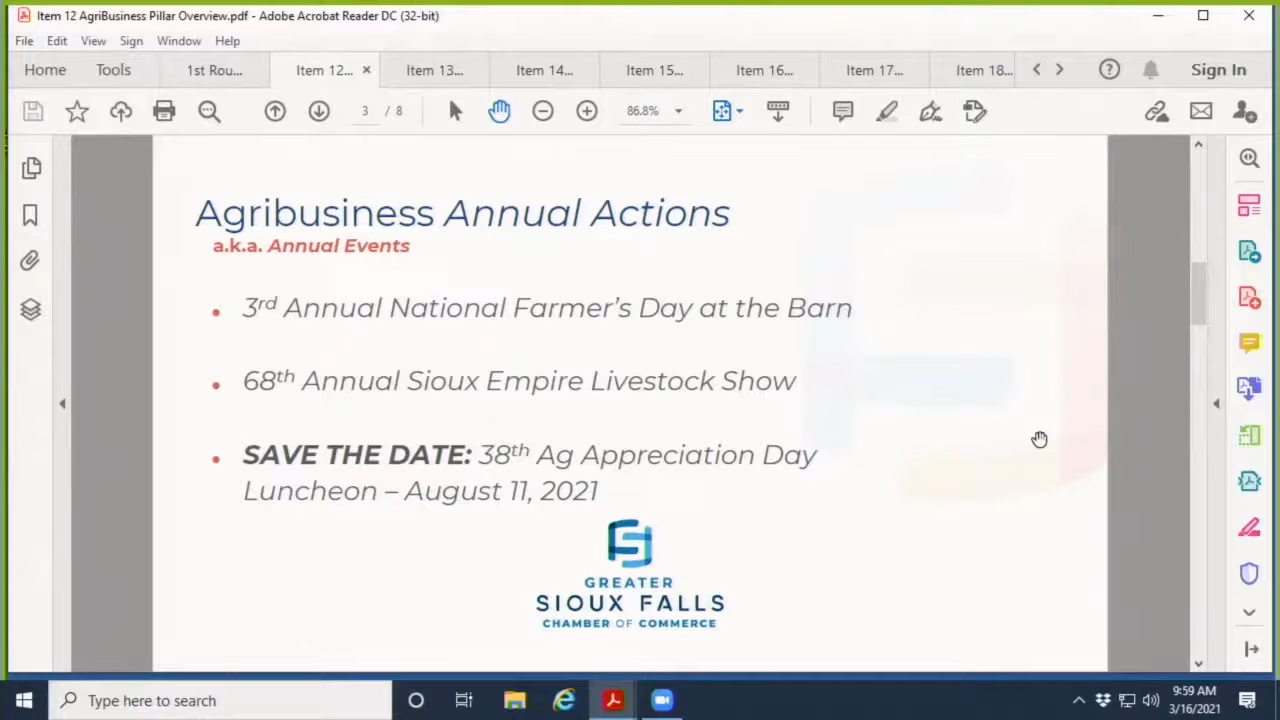 Item 12 AgriBusiness Pillar Overview.pdf - Adobe Acrobat Reader DC (32-bit)
File Edit View Sign Window Help
Home Tools 1st Rou... Item 12... Item 13... Item 14... Item 15... Item 16... Item 17... Item 18... Sign In
3 / 8 86.8%
Agribusiness Annual Actions
a.k.a. Annual Events
• 3rd Annual National Farmer's Day at the Barn
• 68th Annual Sioux Empire Livestock Show
• SAVE THE DATE: 38th Ag Appreciation Day
Luncheon – August 11, 2021
GREATER
SIOUX FALLS
CHAMBER OF COMMERCE
Type here to search
9:59 AM
3/16/2021